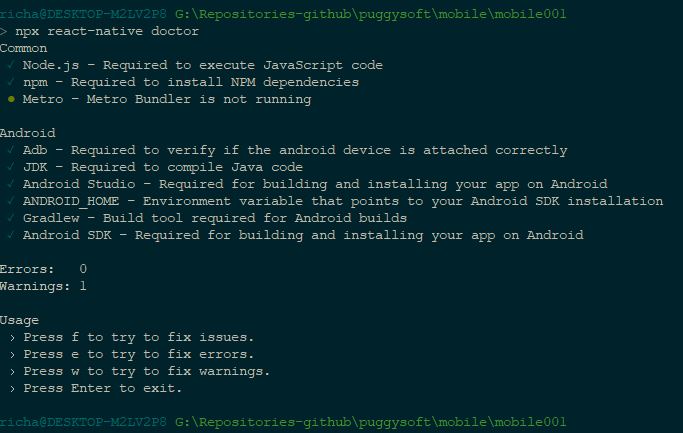 richa@DESKTOP-M2LV2P8 G:\Repositories-github\puggysoft\mobile\mobile001
> npx react-native doctor
Common
✓ Node.js - Required to execute JavaScript code
✓ npm - Required to install NPM dependencies
● Metro - Metro Bundler is not running
Android
✓ Adb - Required to verify if the android device is attached correctly
✓ JDK - Required to compile Java code
✓ Android Studio - Required for building and installing your app on Android
✓ ANDROID_HOME - Environment variable that points to your Android SDK installation
✓ Gradlew - Build tool required for Android builds
✓ Android SDK - Required for building and installing your app on Android
Errors:   0
Warnings: 1
Usage
› Press f to try to fix issues.
› Press e to try to fix errors.
› Press w to try to fix warnings.
› Press Enter to exit.
richa@DESKTOP-M2LV2P8 G:\Repositories-github\puggysoft\mobile\mobile001